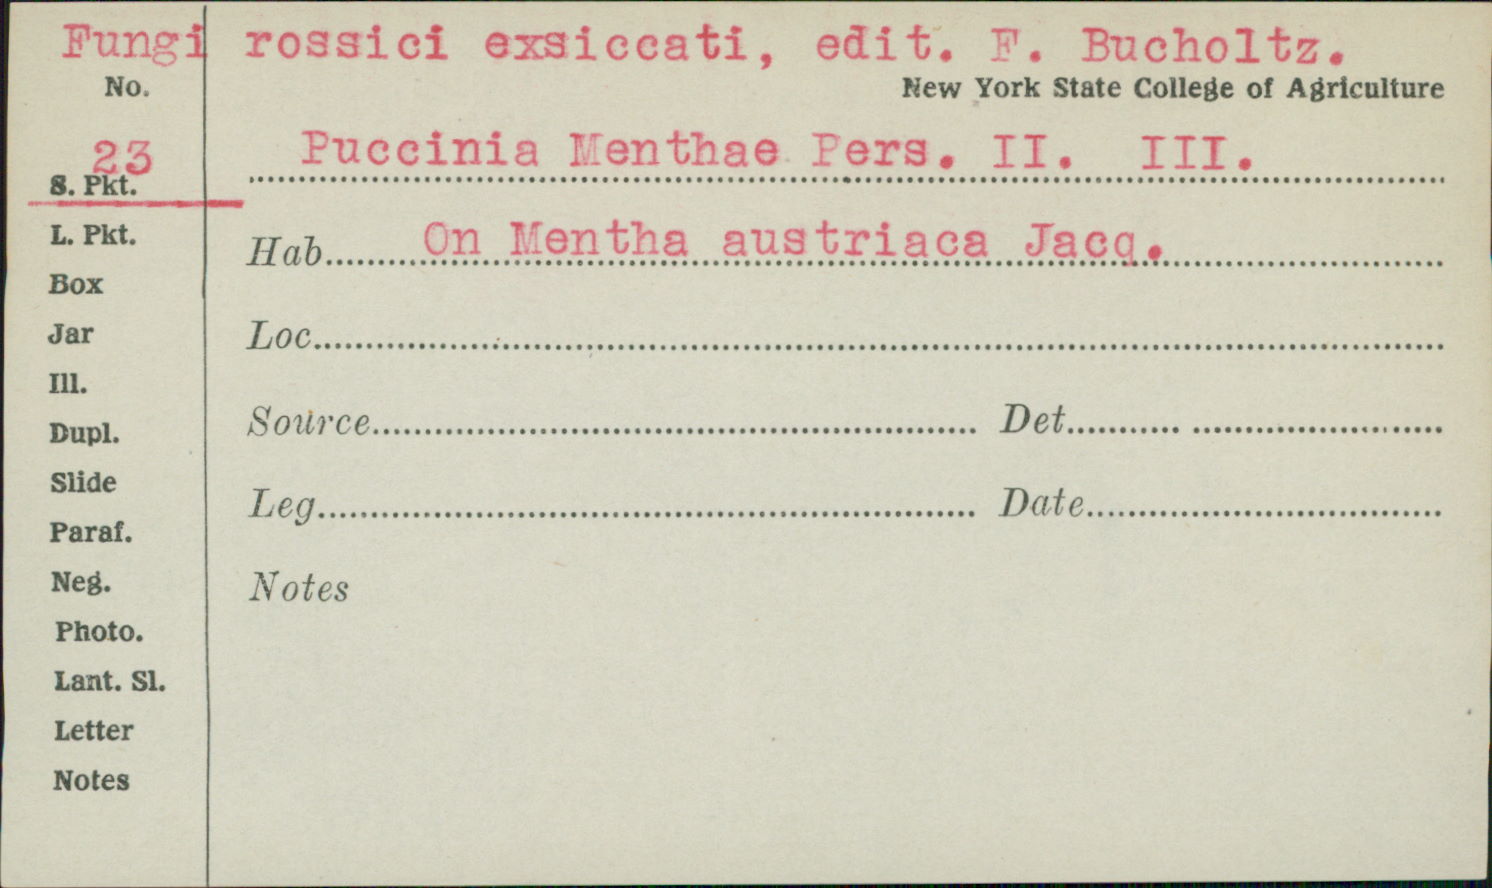 Fungi rossici exsiccati, edit. F. Bucholtz.
No.
New York State College of Agriculture
23
Puccinia Menthae Pers. II. III.
S. Pkt.
L. Pkt.
Hab. On Mentha austriaca Jacq.
Box
Jar
Loc.
Ill.
Dupl.
Source Det.
Slide
Leg. Date
Paraf.
Neg.
Notes
Photo.
Lant. Sl.
Letter
Notes